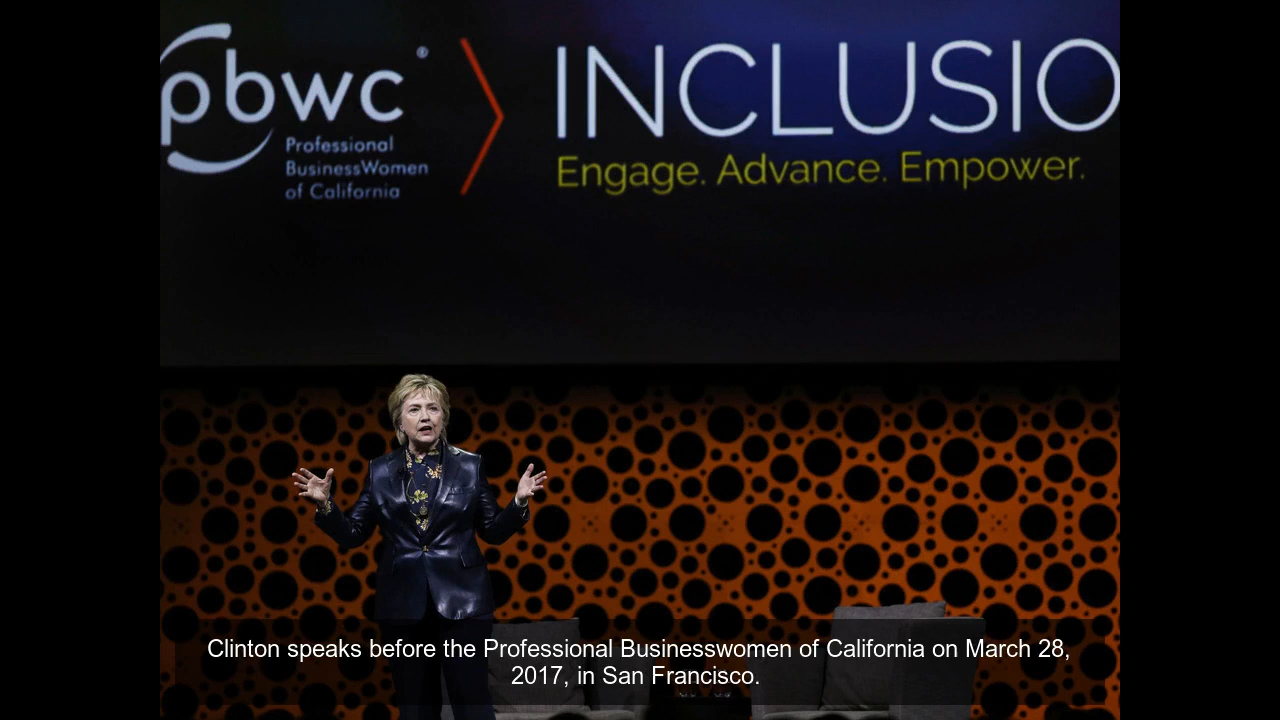 pbwc®
Professional
BusinessWomen
of California
INCLUSIO
Engage. Advance. Empower.
Clinton speaks before the Professional Businesswomen of California on March 28,
2017, in San Francisco.